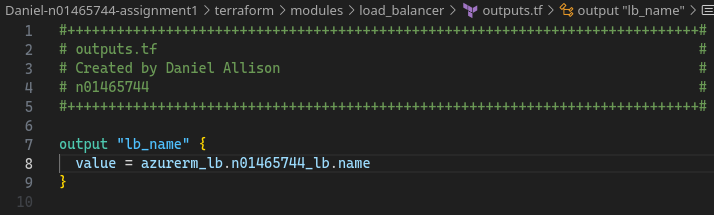 Daniel-n01465744-assignment1 > terraform > modules > load_balancer > outputs.tf > output "lb_name" >
1 #++++++++++++++++++++++++++++++++++++++++++++++++++++++++++++++++++++++++++++#
2 # outputs.tf #
3 # Created by Daniel Allison #
4 # n01465744 #
5 #++++++++++++++++++++++++++++++++++++++++++++++++++++++++++++++++++++++++++++#
6
7 output "lb_name" {
8 value = azurerm_lb.n01465744_lb.name
9 }
10